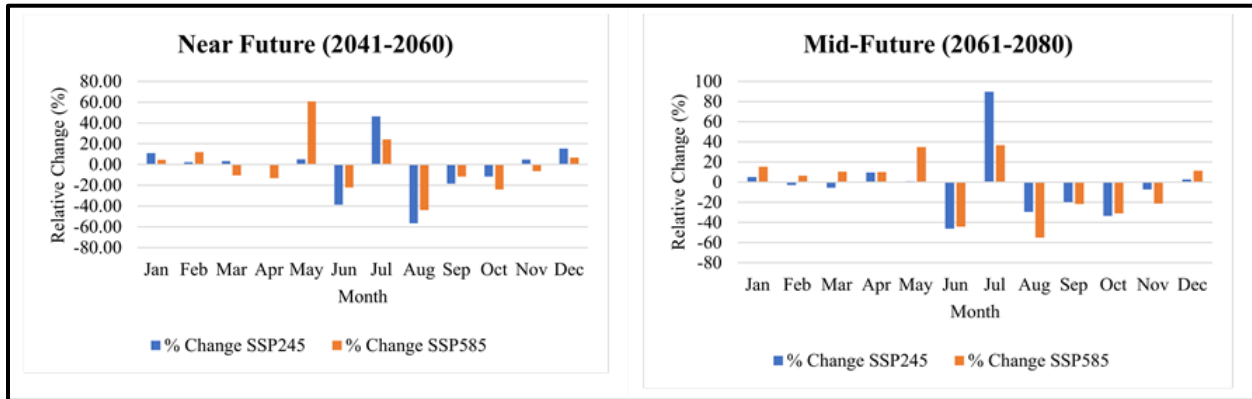 Near Future (2041-2060)
Relative Change (%)
80.00
60.00
40.00
20.00
0.00
-20.00
-40.00
-60.00
-80.00
Jan Feb Mar Apr May Jun Jul Aug Sep Oct Nov Dec
Month
% Change SSP245 % Change SSP585
Mid-Future (2061-2080)
Relative Change (%)
100
80
60
40
20
0
-20
-40
-60
-80
Jan Feb Mar Apr May Jun Jul Aug Sep Oct Nov Dec
Month
% Change SSP245 % Change SSP585